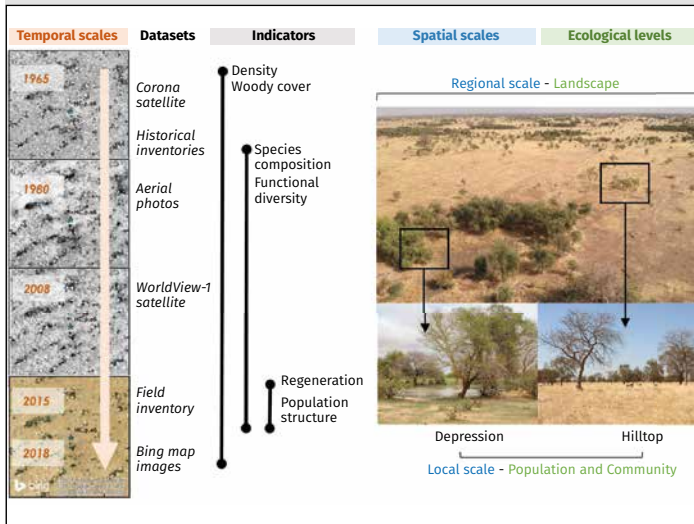 Temporal scales
Datasets
Indicators
Spatial scales
Ecological levels
1965
Corona
satellite
Historical
inventories
1980
Aerial
photos
2008
WorldView-1
satellite
2015
Field
inventory
2018
Bing map
images
bing
Density
Woody cover
Species
composition
Functional
diversity
Regeneration
Population
structure
Regional scale - Landscape
Depression
Hilltop
Local scale - Population and Community